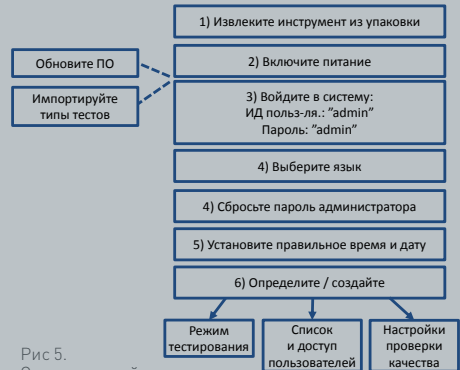 1) Извлеките инструмент из упаковки
Обновите ПО
2) Включите питание
Импортируйте
типы тестов
3) Войдите в систему:
ИД польз-ля.: ”admin”
Пароль: ”admin”
4) Выберите язык
4) Сбросьте пароль администратора
5) Установите правильное время и дату
6) Определите / создайте
Режим
тестирования
Список
и доступ
пользователей
Настройки
проверки
качества
Рис 5.